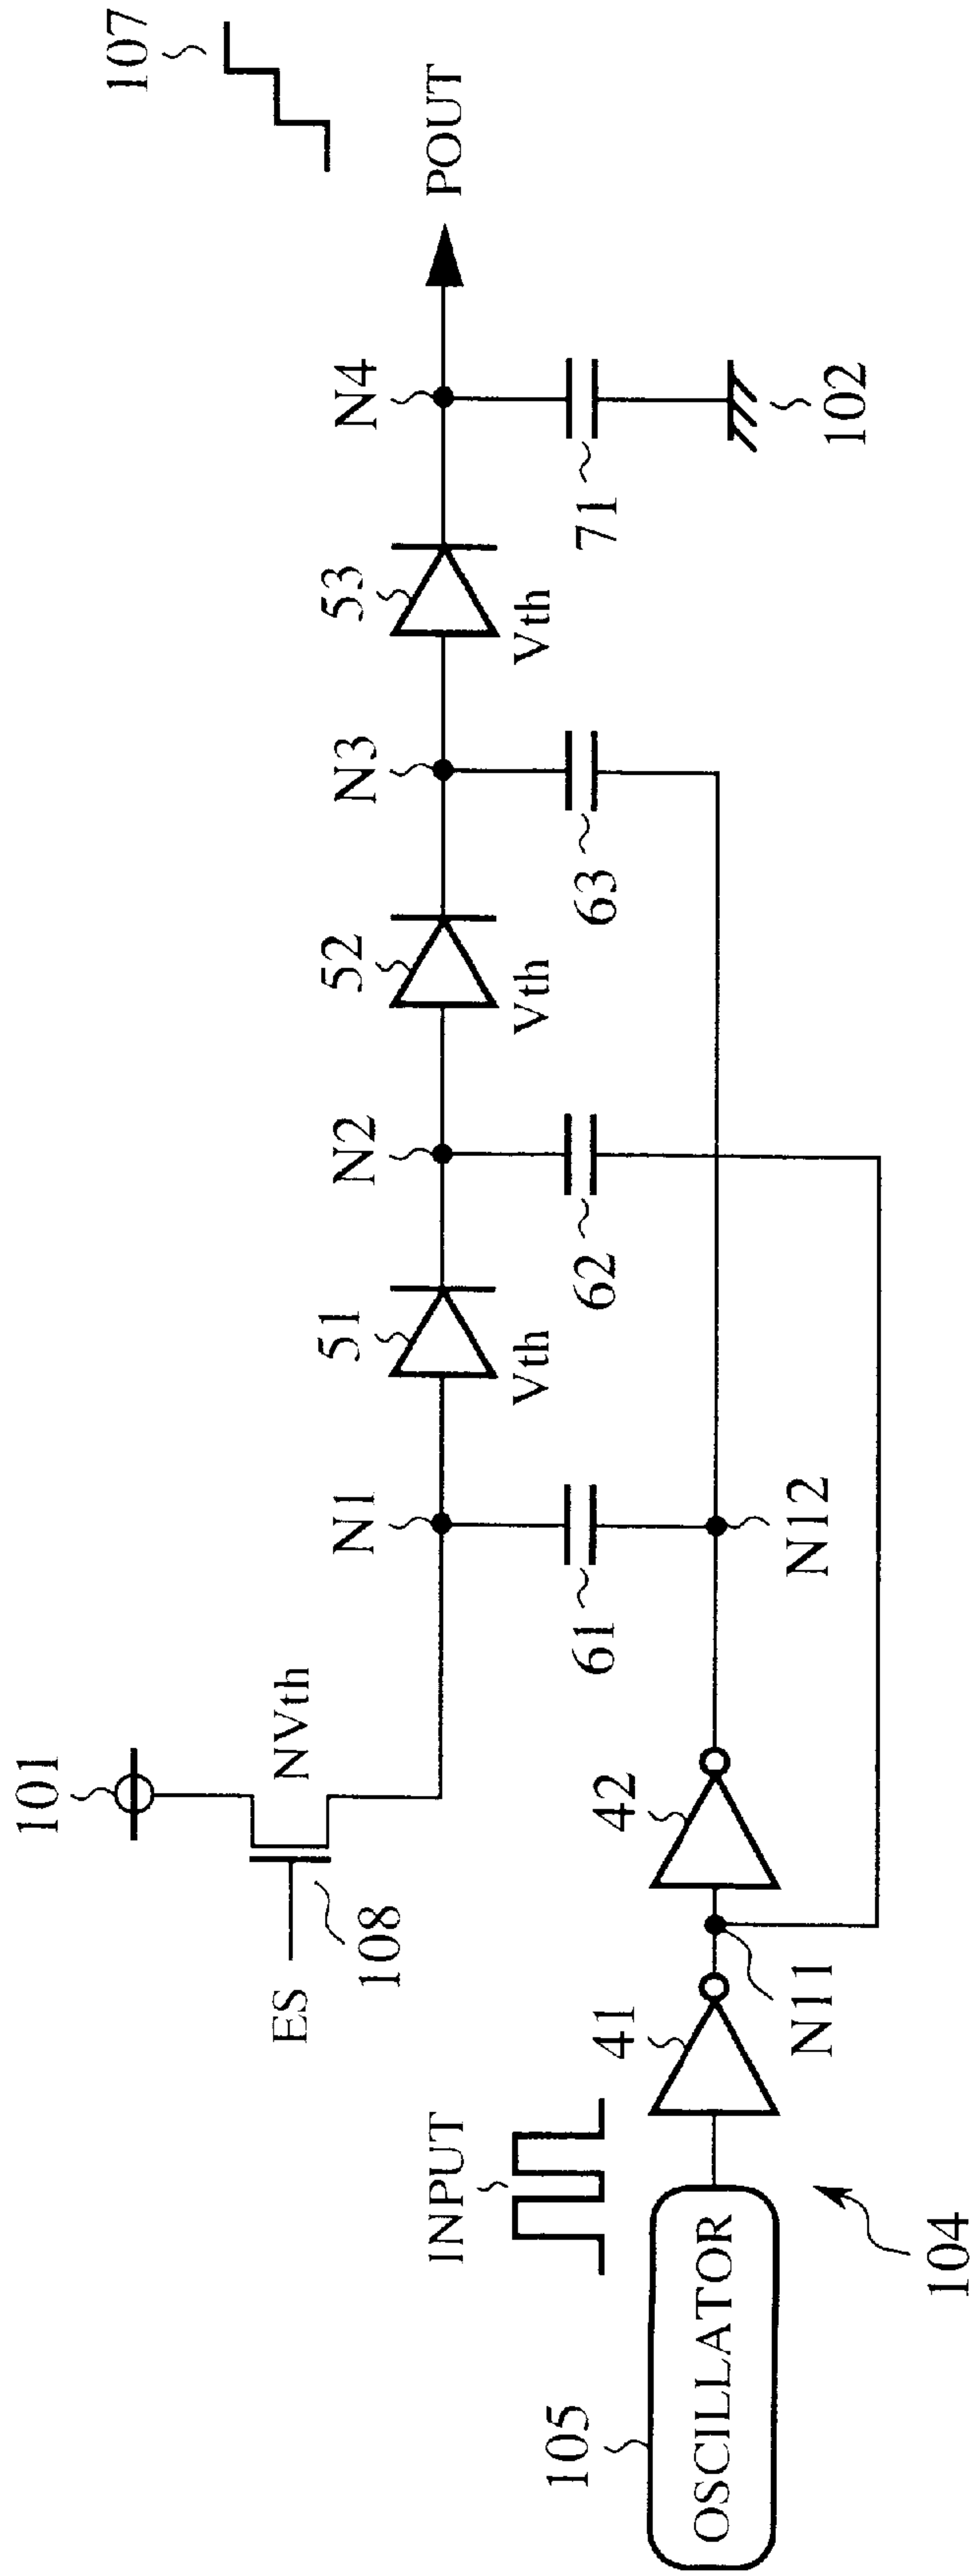 107
POUT
101
NVth
ES
108
N1
51
Vth
N2
52
Vth
N3
53
Vth
N4
61
62
63
71
102
INPUT
105
OSCILLATOR
41
N11
42
N12
104